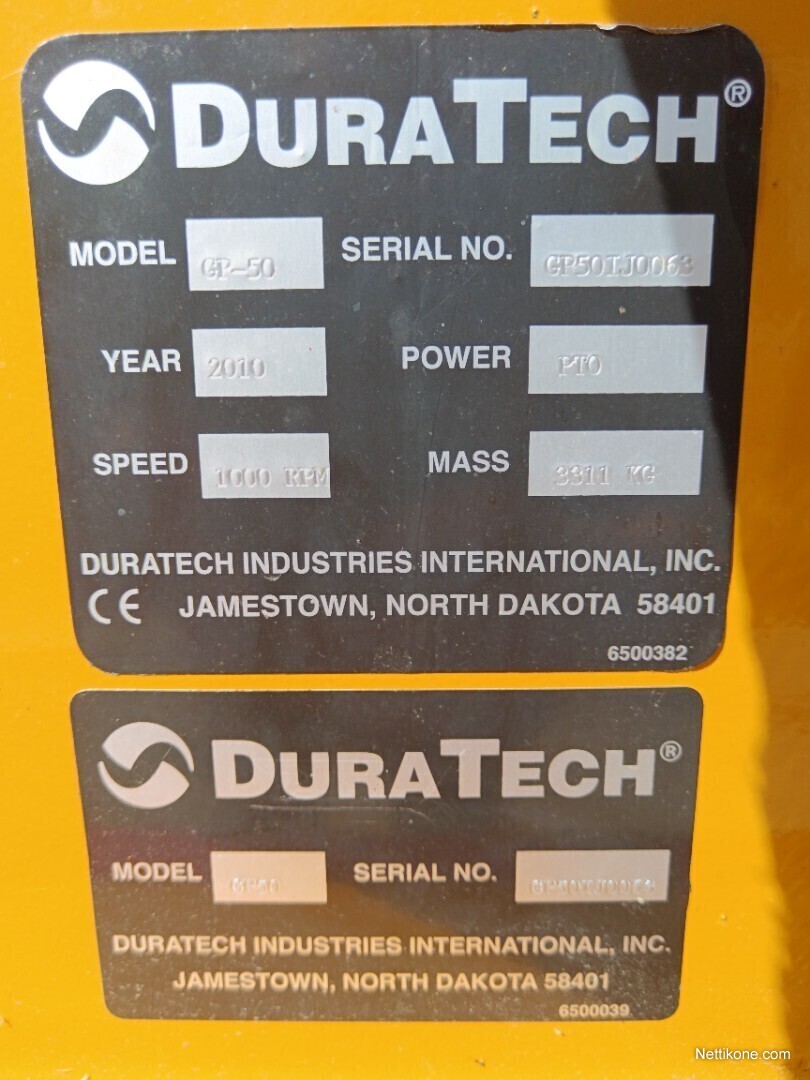 DURATECH®
MODEL GP-50 SERIAL NO. GP50IJ0063
YEAR 2010 POWER PTO
SPEED 1000 RPM MASS 3311 KG
DURATECH INDUSTRIES INTERNATIONAL, INC.
CE JAMESTOWN, NORTH DAKOTA 58401
6500382
DURATECH®
MODEL SERIAL NO.
DURATECH INDUSTRIES INTERNATIONAL, INC.
JAMESTOWN, NORTH DAKOTA 58401
6500039
Nettikone.com